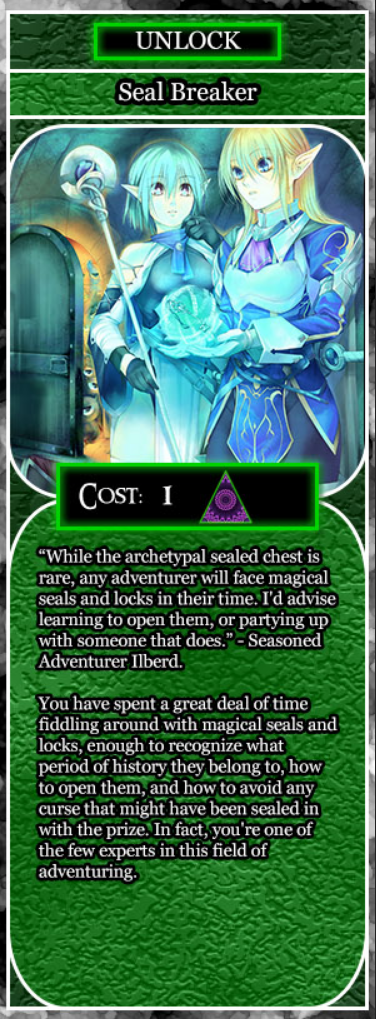 UNLOCK
Seal Breaker
Cost: 1
“While the archetypal sealed chest is
rare, any adventurer will face magical
seals and locks in their time. I'd advise
learning to open them, or partying up
with someone that does.” - Seasoned
Adventurer Ilberd.
You have spent a great deal of time
fiddling around with magical seals and
locks, enough to recognize what
period of history they belong to, how
to open them, and how to avoid any
curse that might have been sealed in
with the prize. In fact, you're one of
the few experts in this field of
adventuring.